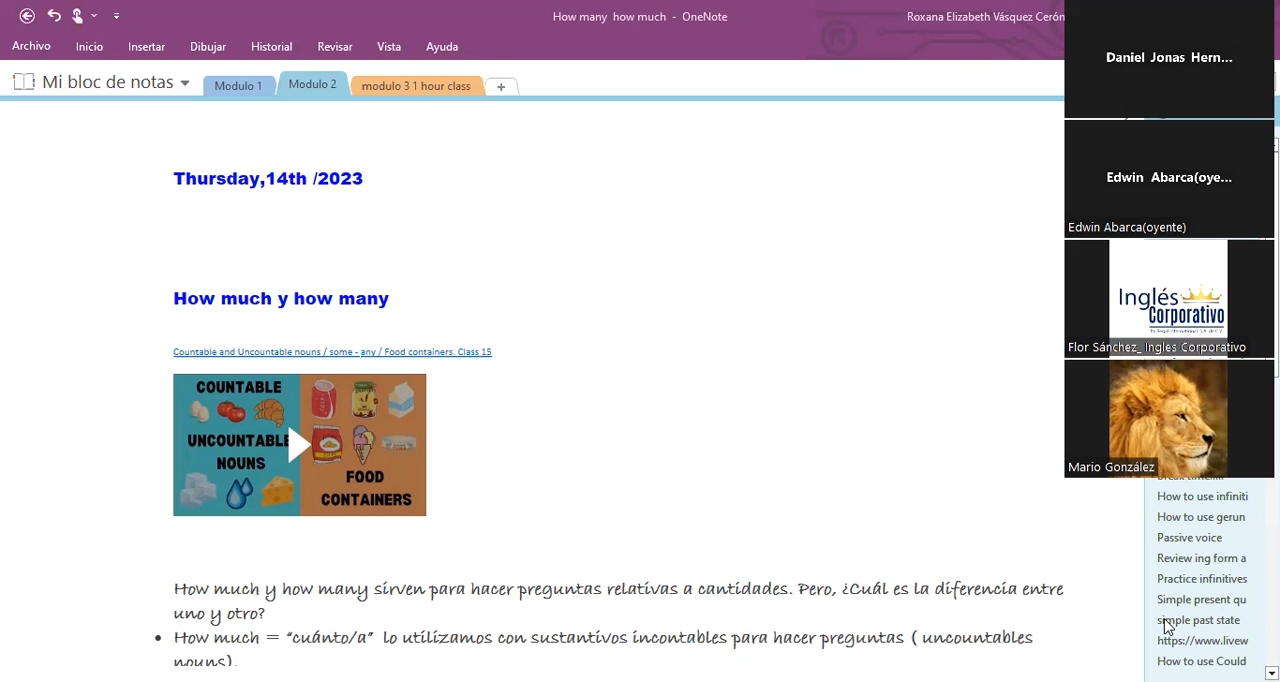 How many how much - OneNote
Roxana Elizabeth Vásquez Cerón
Archivo Inicio Insertar Dibujar Historial Revisar Vista Ayuda
Mi bloc de notas Modulo 1 Modulo 2 modulo 3 1 hour class +
Thursday,14th /2023
How much y how many
Countable and Uncountable nouns / some - any / Food containers. Class 15
COUNTABLE
UNCOUNTABLE
NOUNS
FOOD
CONTAINERS
How much y how many sirven para hacer preguntas relativas a cantidades. Pero, ¿Cuál es la diferencia entre
uno y otro?
• How much = “cuánto/a” lo utilizamos con sustantivos incontables para hacer preguntas ( uncountables
nouns).
Daniel Jonas Hern...
Edwin Abarca(oye...
Edwin Abarca(oyente)
Inglés
Corporativo
Flor Sánchez_ Ingles Corporativo
Mario González
How to use infiniti
How to use gerun
Passive voice
Review ing form a
Practice infinitives
Simple present qu
simple past state
https://www.livew
How to use Could